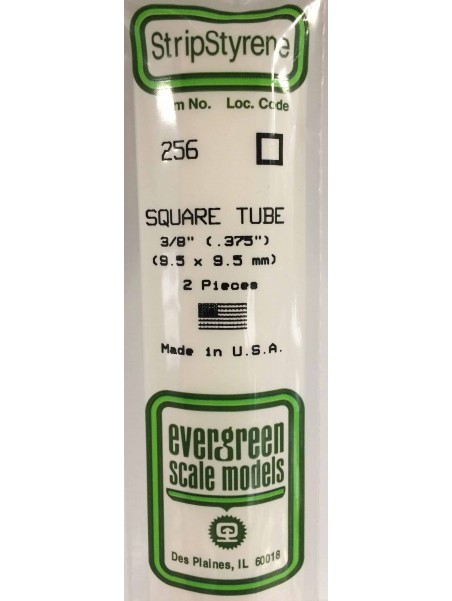 StripStyrene
m No. Loc. Code
256
SQUARE TUBE
3/8" (.375")
(9.5 x 9.5 mm)
2 Pieces
Made in U.S.A.
evergreen
scale models
Des Plaines, IL 60018